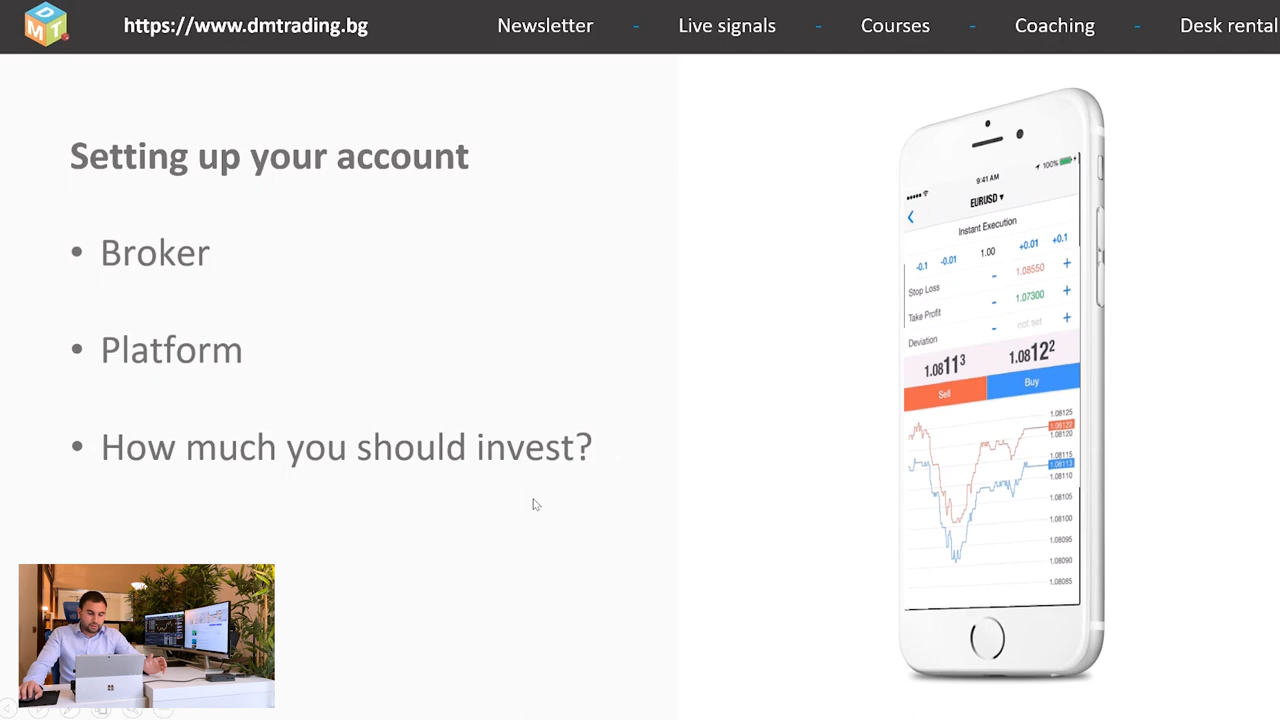 DMT
https://www.dmtrading.bg
Newsletter - Live signals - Courses - Coaching - Desk rental
Setting up your account
• Broker
• Platform
• How much you should invest?
100%
9:41 AM
EURUSD ▾
Instant Execution
-0.1 -0.01 1.00 +0.01 +0.1
Stop Loss - 1.08550 +
Take Profit - 1.07300 +
Deviation - not set +
1.08113 1.08122
Sell Buy
1.08125
1.08122
1.08120
1.08115
1.08113
1.08110
1.08105
1.08100
1.08095
1.08090
1.08085